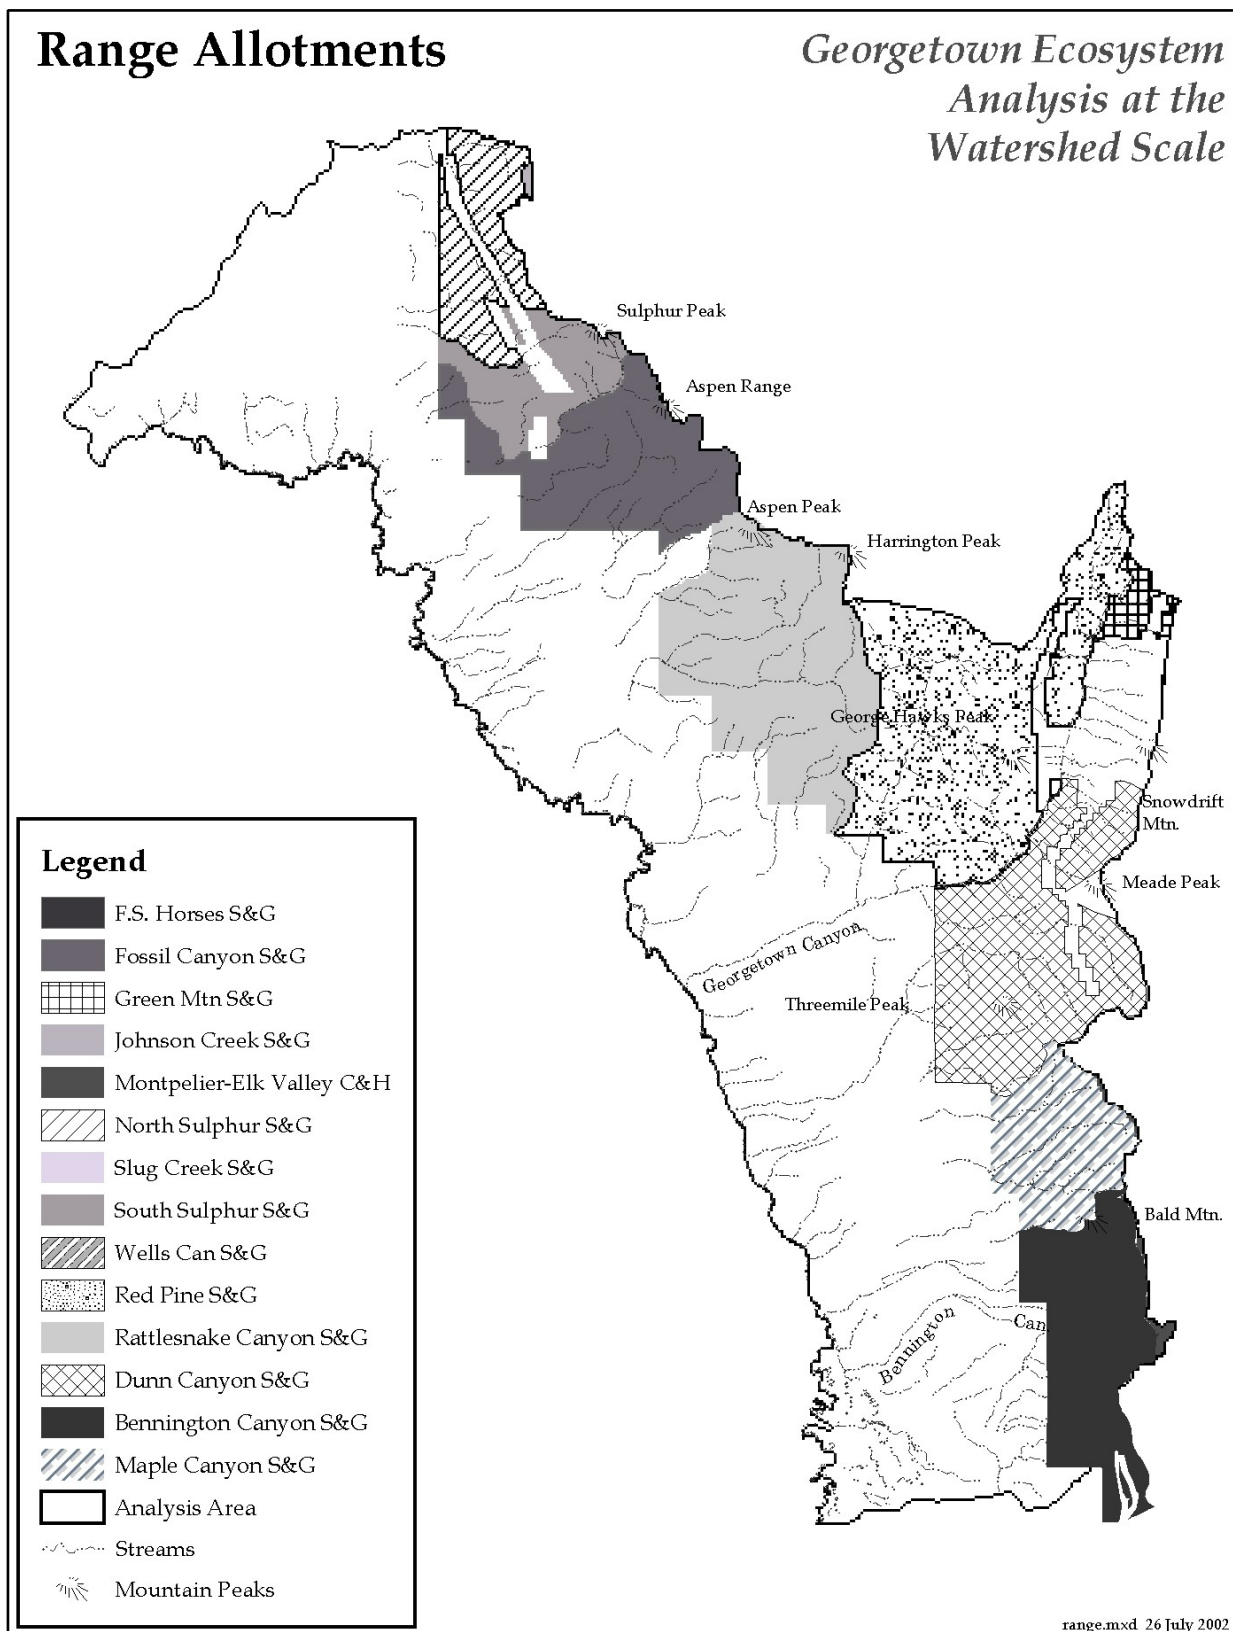 Range Allotments
Georgetown Ecosystem
Analysis at the
Watershed Scale
Sulphur Peak
Aspen Range
Aspen Peak
Harrington Peak
George Hawks Peak
Snowdrift
Mtn.
Meade Peak
Georgetown Canyon
Threemile Peak
Bald Mtn.
Bennington Can
Legend
F.S. Horses S&G
Fossil Canyon S&G
Green Mtn S&G
Johnson Creek S&G
Montpelier-Elk Valley C&H
North Sulphur S&G
Slug Creek S&G
South Sulphur S&G
Wells Can S&G
Red Pine S&G
Rattlesnake Canyon S&G
Dunn Canyon S&G
Bennington Canyon S&G
Maple Canyon S&G
Analysis Area
Streams
Mountain Peaks
range.mxd 26 July 2002